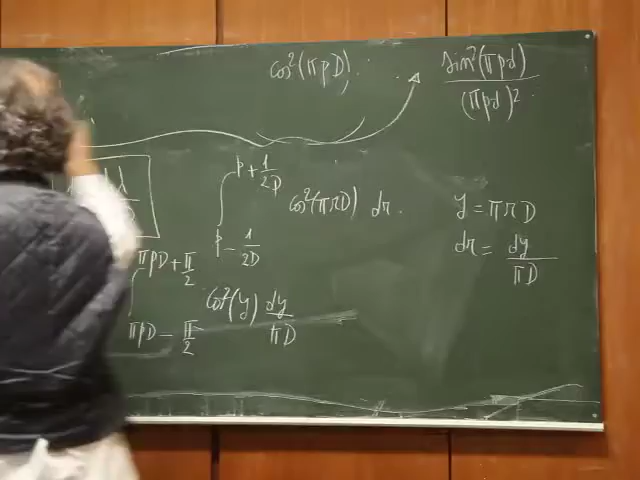 cos²(πpD)
sin²(πpd) / (πpd)²
λ
∫_{p - 1/2D}^{p + 1/2D} cos²(πrD) dr.
y = πrD
dr = dy / πD
∫_{πpD - π/2}^{πpD + π/2} cos²(y) dy / πD